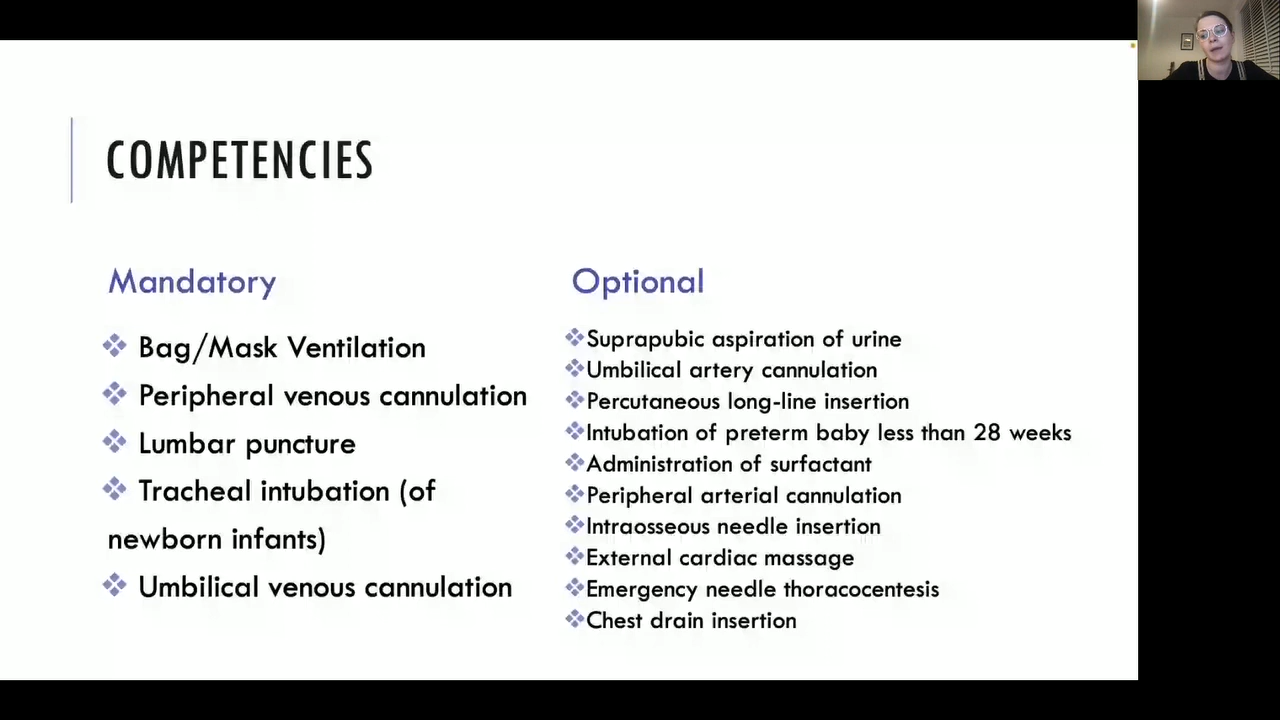 COMPETENCIES
Mandatory
Bag/Mask Ventilation
Peripheral venous cannulation
Lumbar puncture
Tracheal intubation (of
newborn infants)
Umbilical venous cannulation
Optional
Suprapubic aspiration of urine
Umbilical artery cannulation
Percutaneous long-line insertion
Intubation of preterm baby less than 28 weeks
Administration of surfactant
Peripheral arterial cannulation
Intraosseous needle insertion
External cardiac massage
Emergency needle thoracocentesis
Chest drain insertion